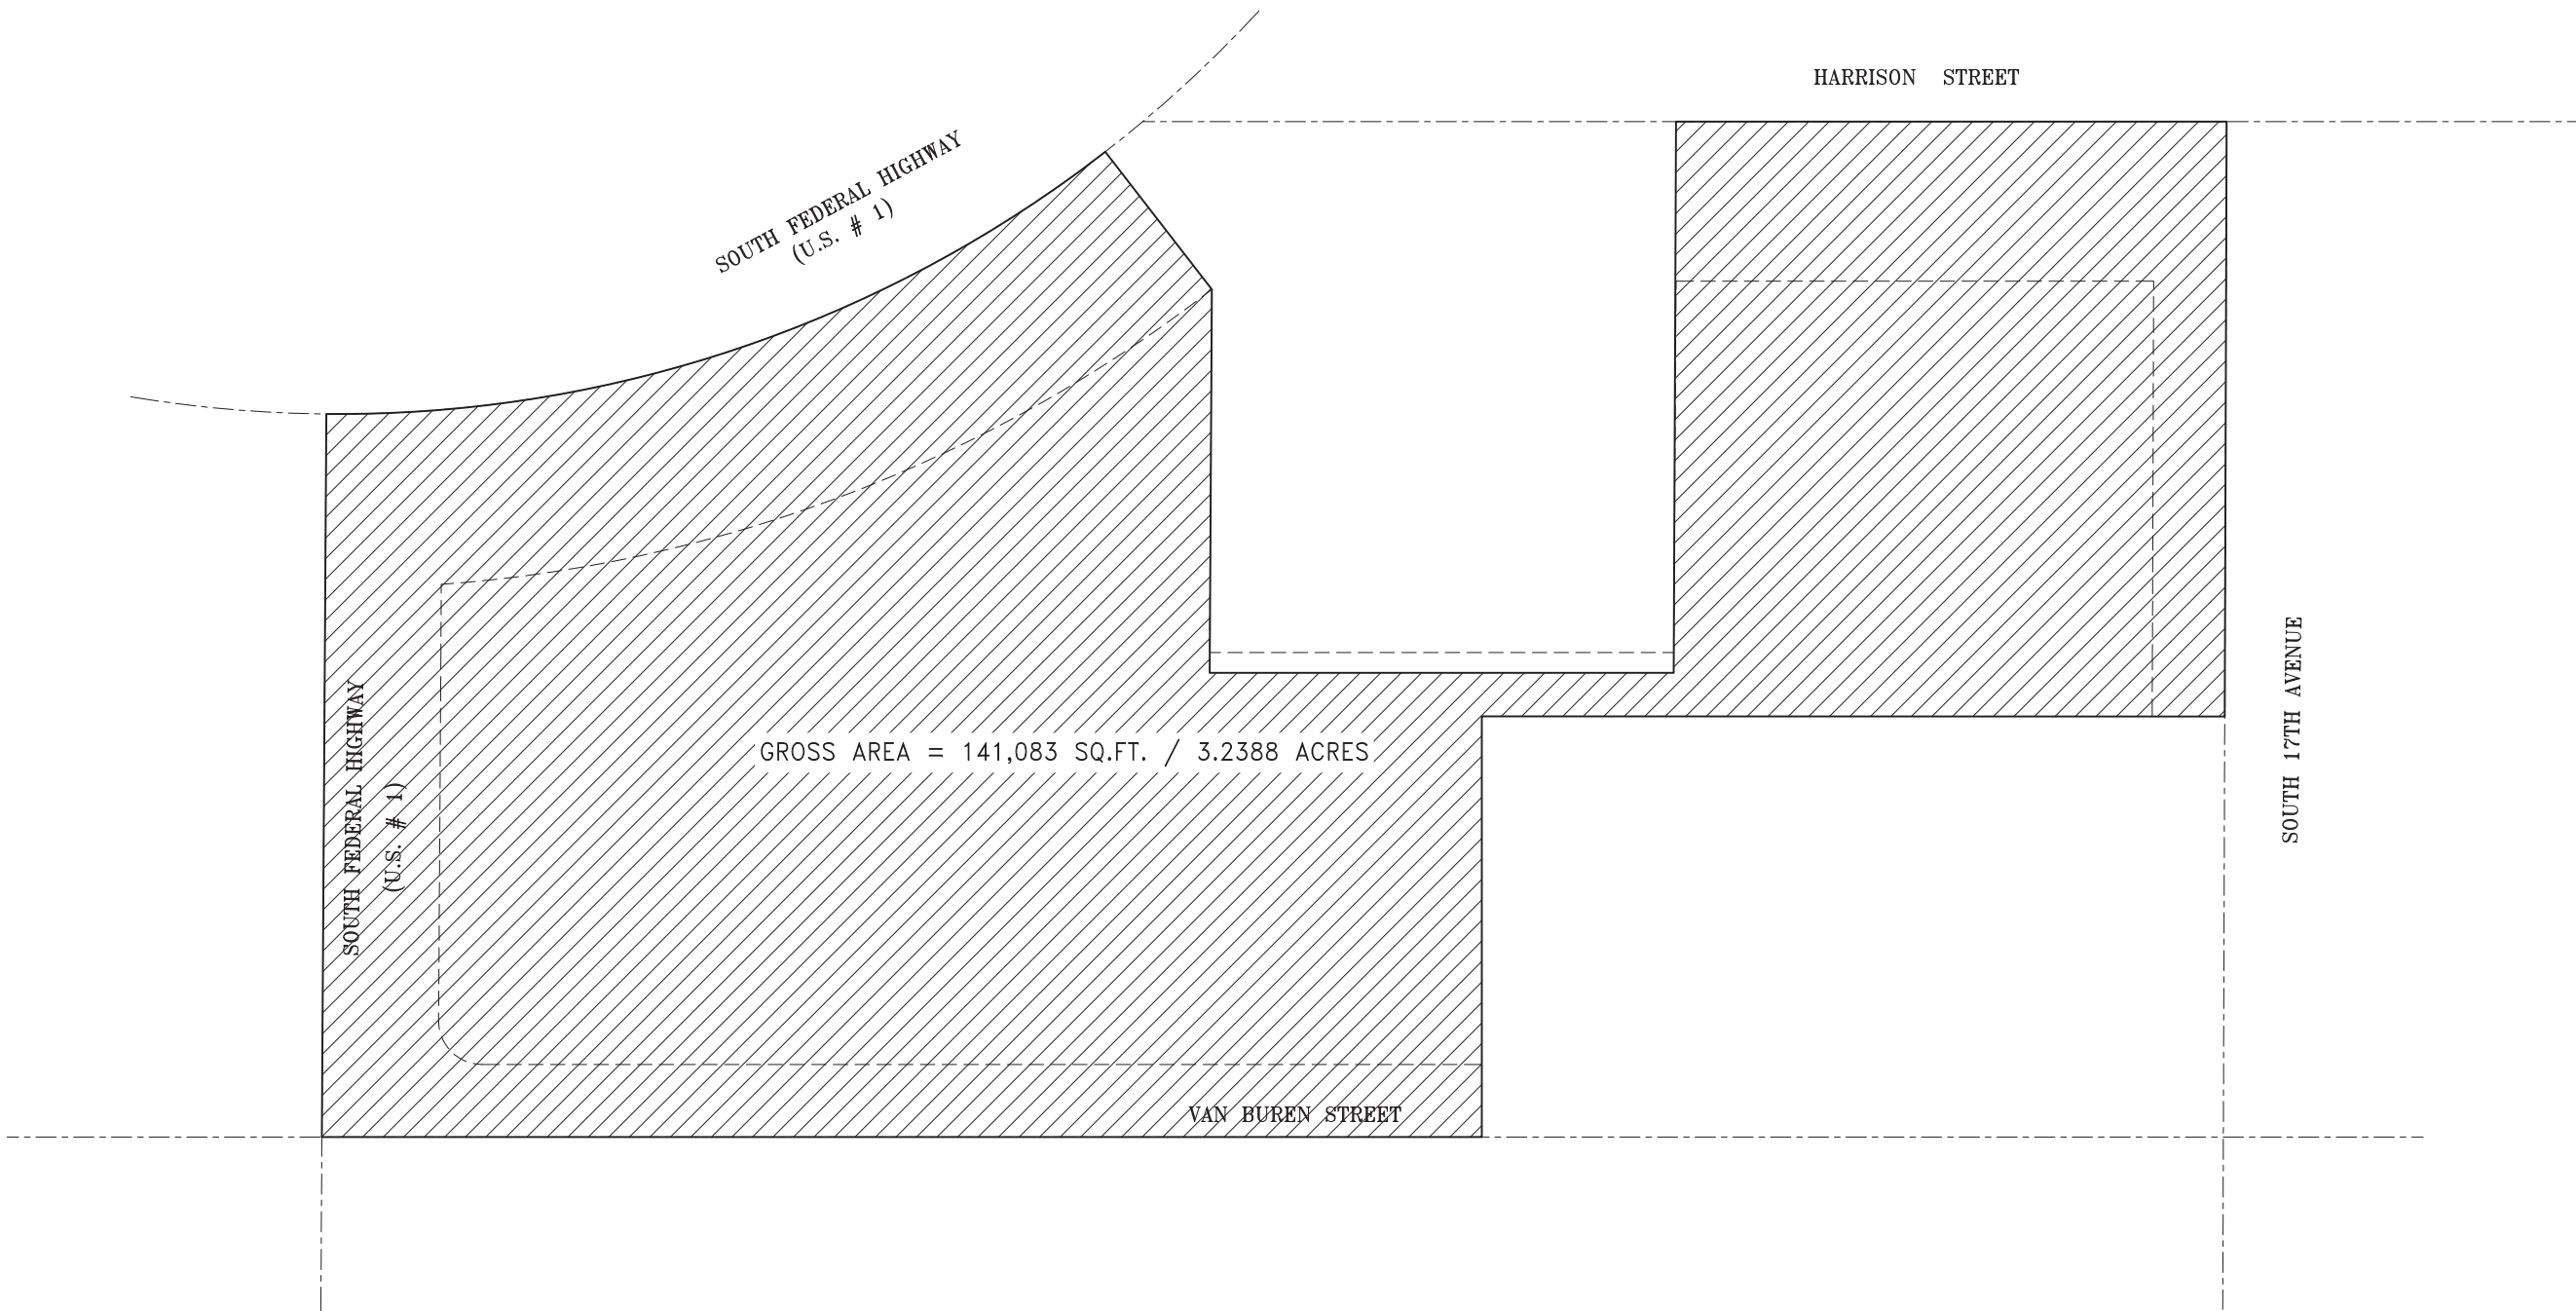 HARRISON STREET
SOUTH FEDERAL HIGHWAY
(U.S. # 1)
SOUTH FEDERAL HIGHWAY
(U.S. # 1)
GROSS AREA = 141,083 SQ.FT. / 3.2388 ACRES
SOUTH 17TH AVENUE
VAN BUREN STREET